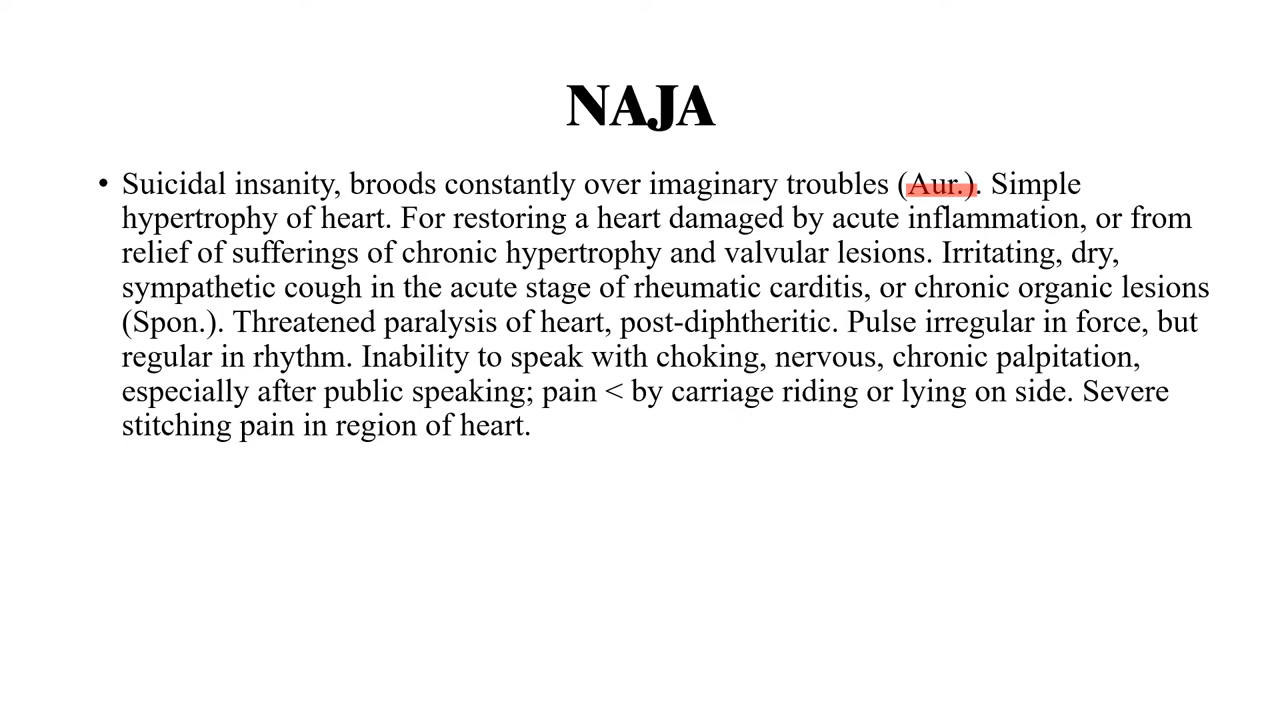 NAJA
• Suicidal insanity, broods constantly over imaginary troubles (Aur.). Simple
hypertrophy of heart. For restoring a heart damaged by acute inflammation, or from
relief of sufferings of chronic hypertrophy and valvular lesions. Irritating, dry,
sympathetic cough in the acute stage of rheumatic carditis, or chronic organic lesions
(Spon.). Threatened paralysis of heart, post-diphtheritic. Pulse irregular in force, but
regular in rhythm. Inability to speak with choking, nervous, chronic palpitation,
especially after public speaking; pain < by carriage riding or lying on side. Severe
stitching pain in region of heart.